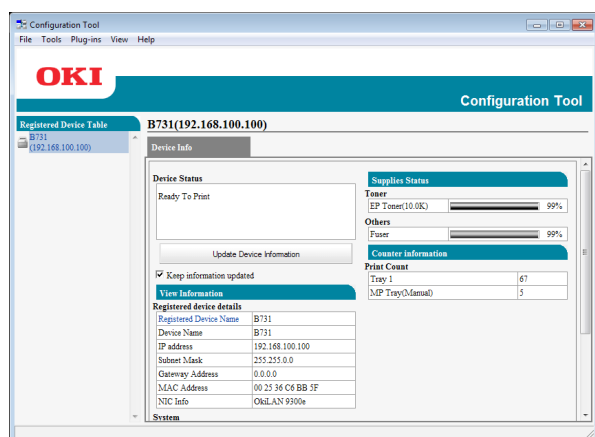 Configuration Tool
File Tools Plug-ins View Help
OKI
Configuration Tool
Registered Device Table
B731
(192.168.100.100)
B731(192.168.100.100)
Device Info
Device Status
Ready To Print
Update Device Information
Keep information updated
View Information
Registered device details
Registered Device Name B731
Device Name B731
IP address 192.168.100.100
Subnet Mask 255.255.0.0
Gateway Address 0.0.0.0
MAC Address 00 25 36 C6 BB 5F
NIC Info OkiLAN 9300e
System
Supplies Status
Toner
EP Toner(10.0K) 99%
Others
Fuser 99%
Counter information
Print Count
Tray 1 67
MP Tray(Manual) 5